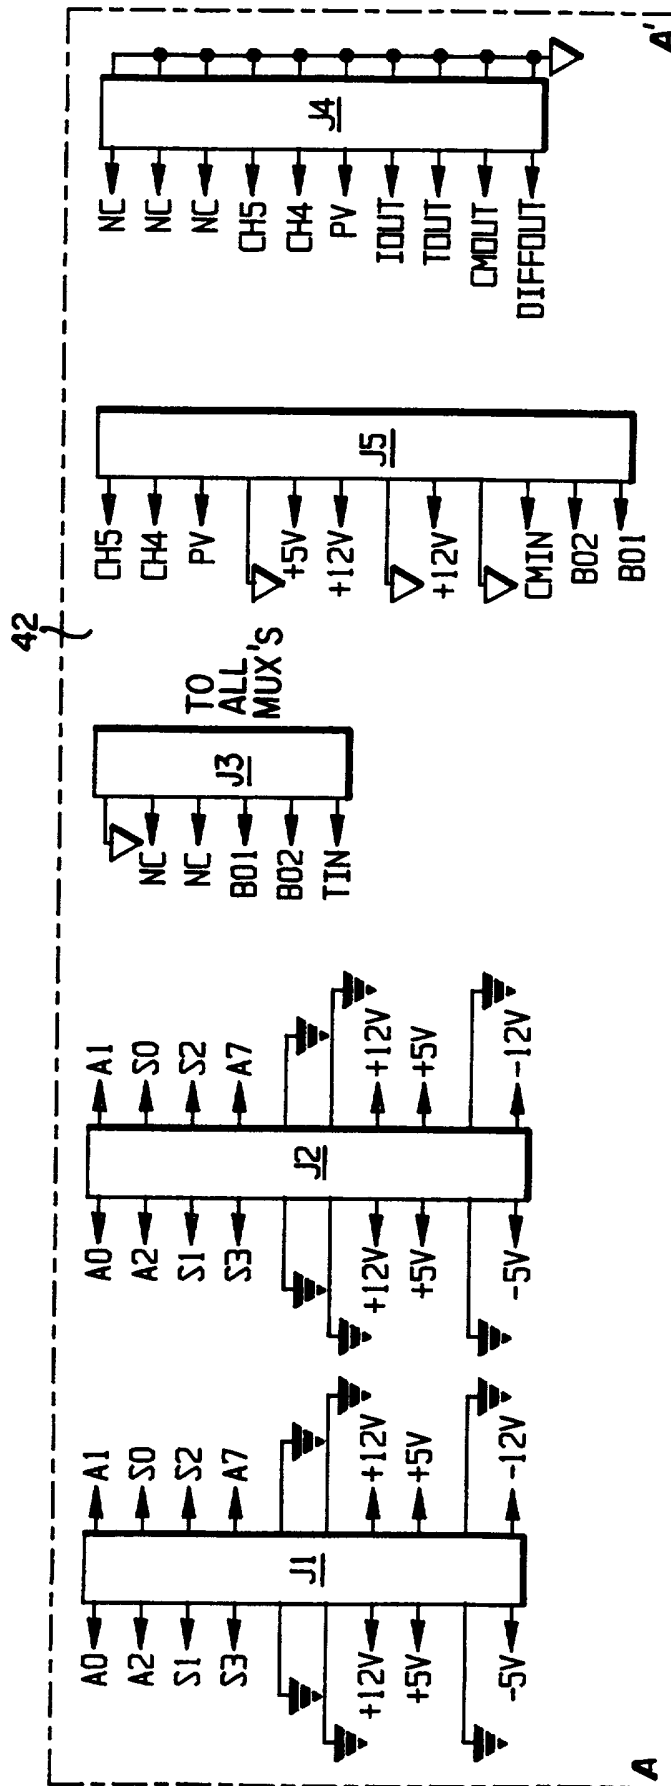 42
A0
A2
S1
S3
+12V
+5V
-5V
J1
A1
S0
S2
A7
+12V
+5V
-12V
A0
A2
S1
S3
+12V
+5V
-5V
J2
A1
S0
S2
A7
+12V
+5V
-12V
NC
NC
BO1
BO2
TIN
J3
TO
ALL
MUX'S
CH5
CH4
PV
+5V
+12V
+12V
CMIN
BO2
BO1
J5
NC
NC
NC
CH5
CH4
PV
IOUT
TOUT
CMOUT
DIFFOUT
J4
A
A'